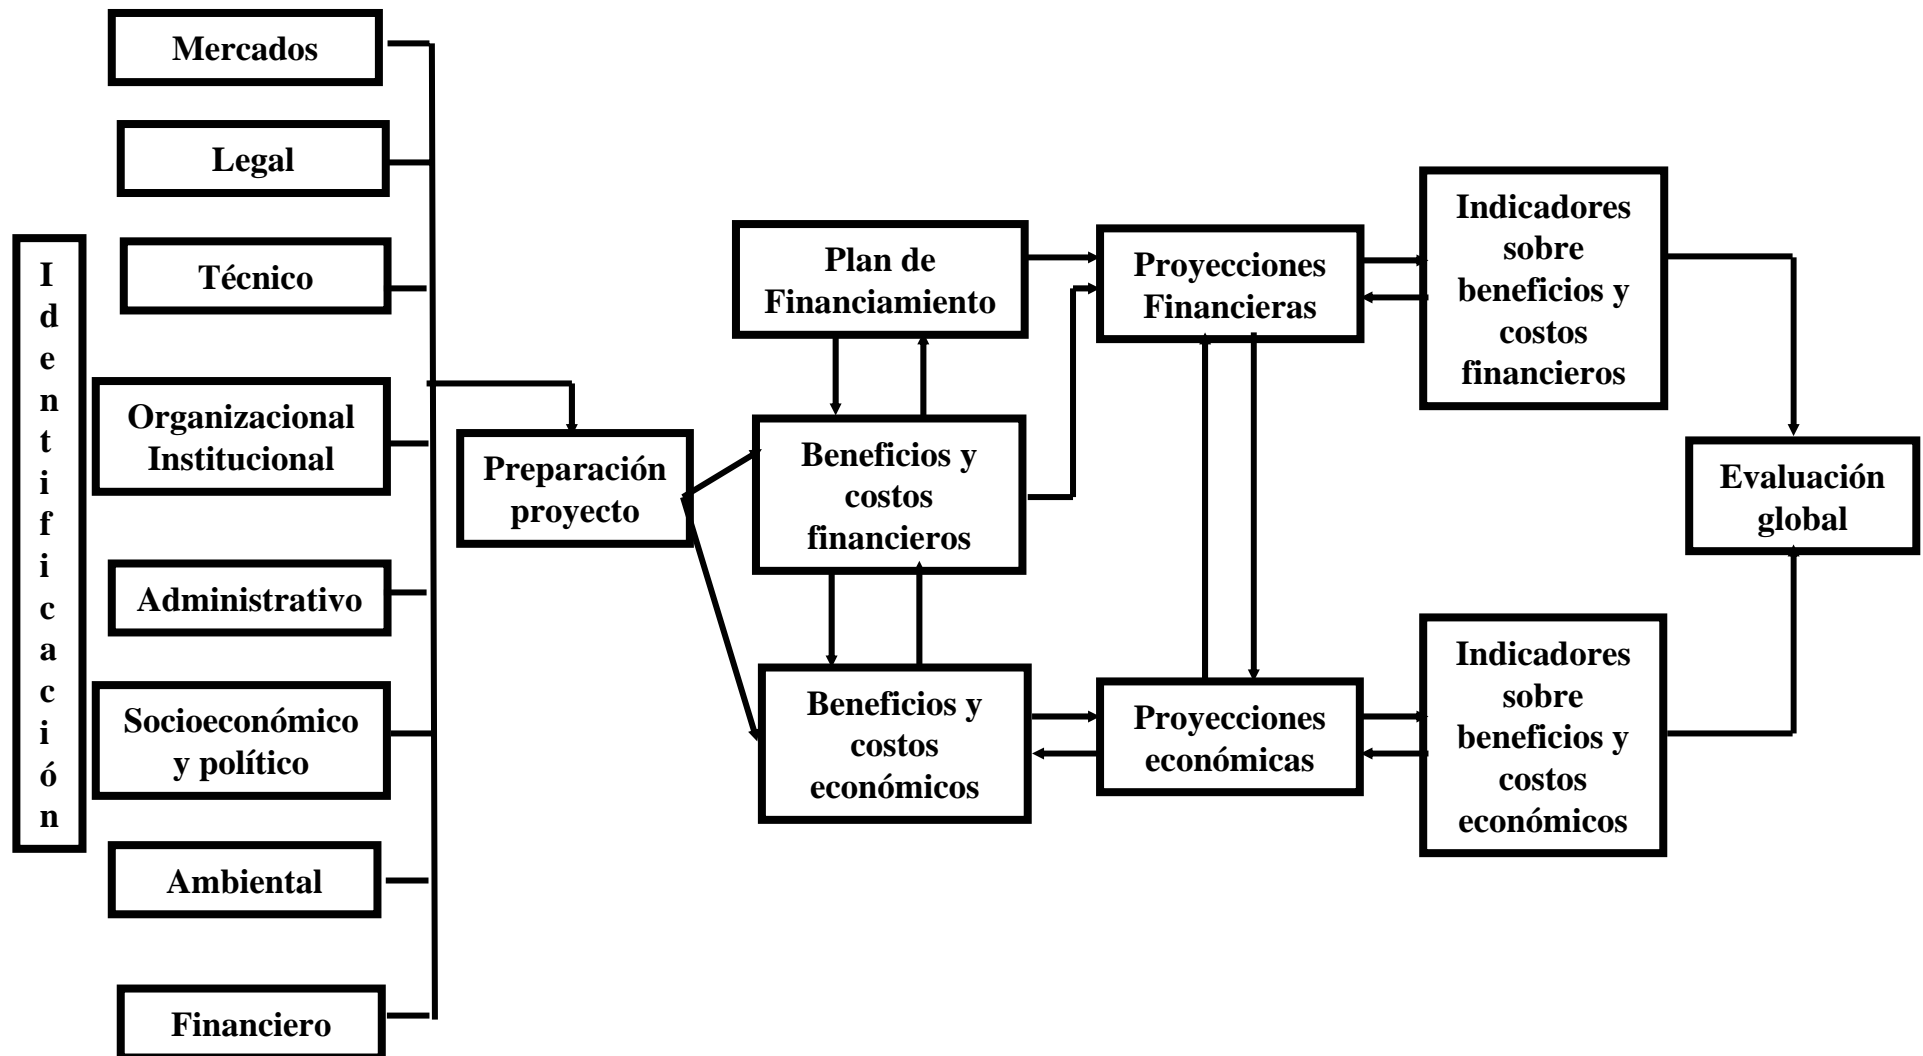 Identificación
Mercados
Legal
Técnico
Organizacional
Institucional
Administrativo
Socioeconómico
y político
Ambiental
Financiero
Preparación
proyecto
Plan de
Financiamiento
Beneficios y
costos
financieros
Beneficios y
costos
económicos
Proyecciones
Financieras
Proyecciones
económicas
Indicadores
sobre
beneficios y
costos
financieros
Indicadores
sobre
beneficios y
costos
económicos
Evaluación
global